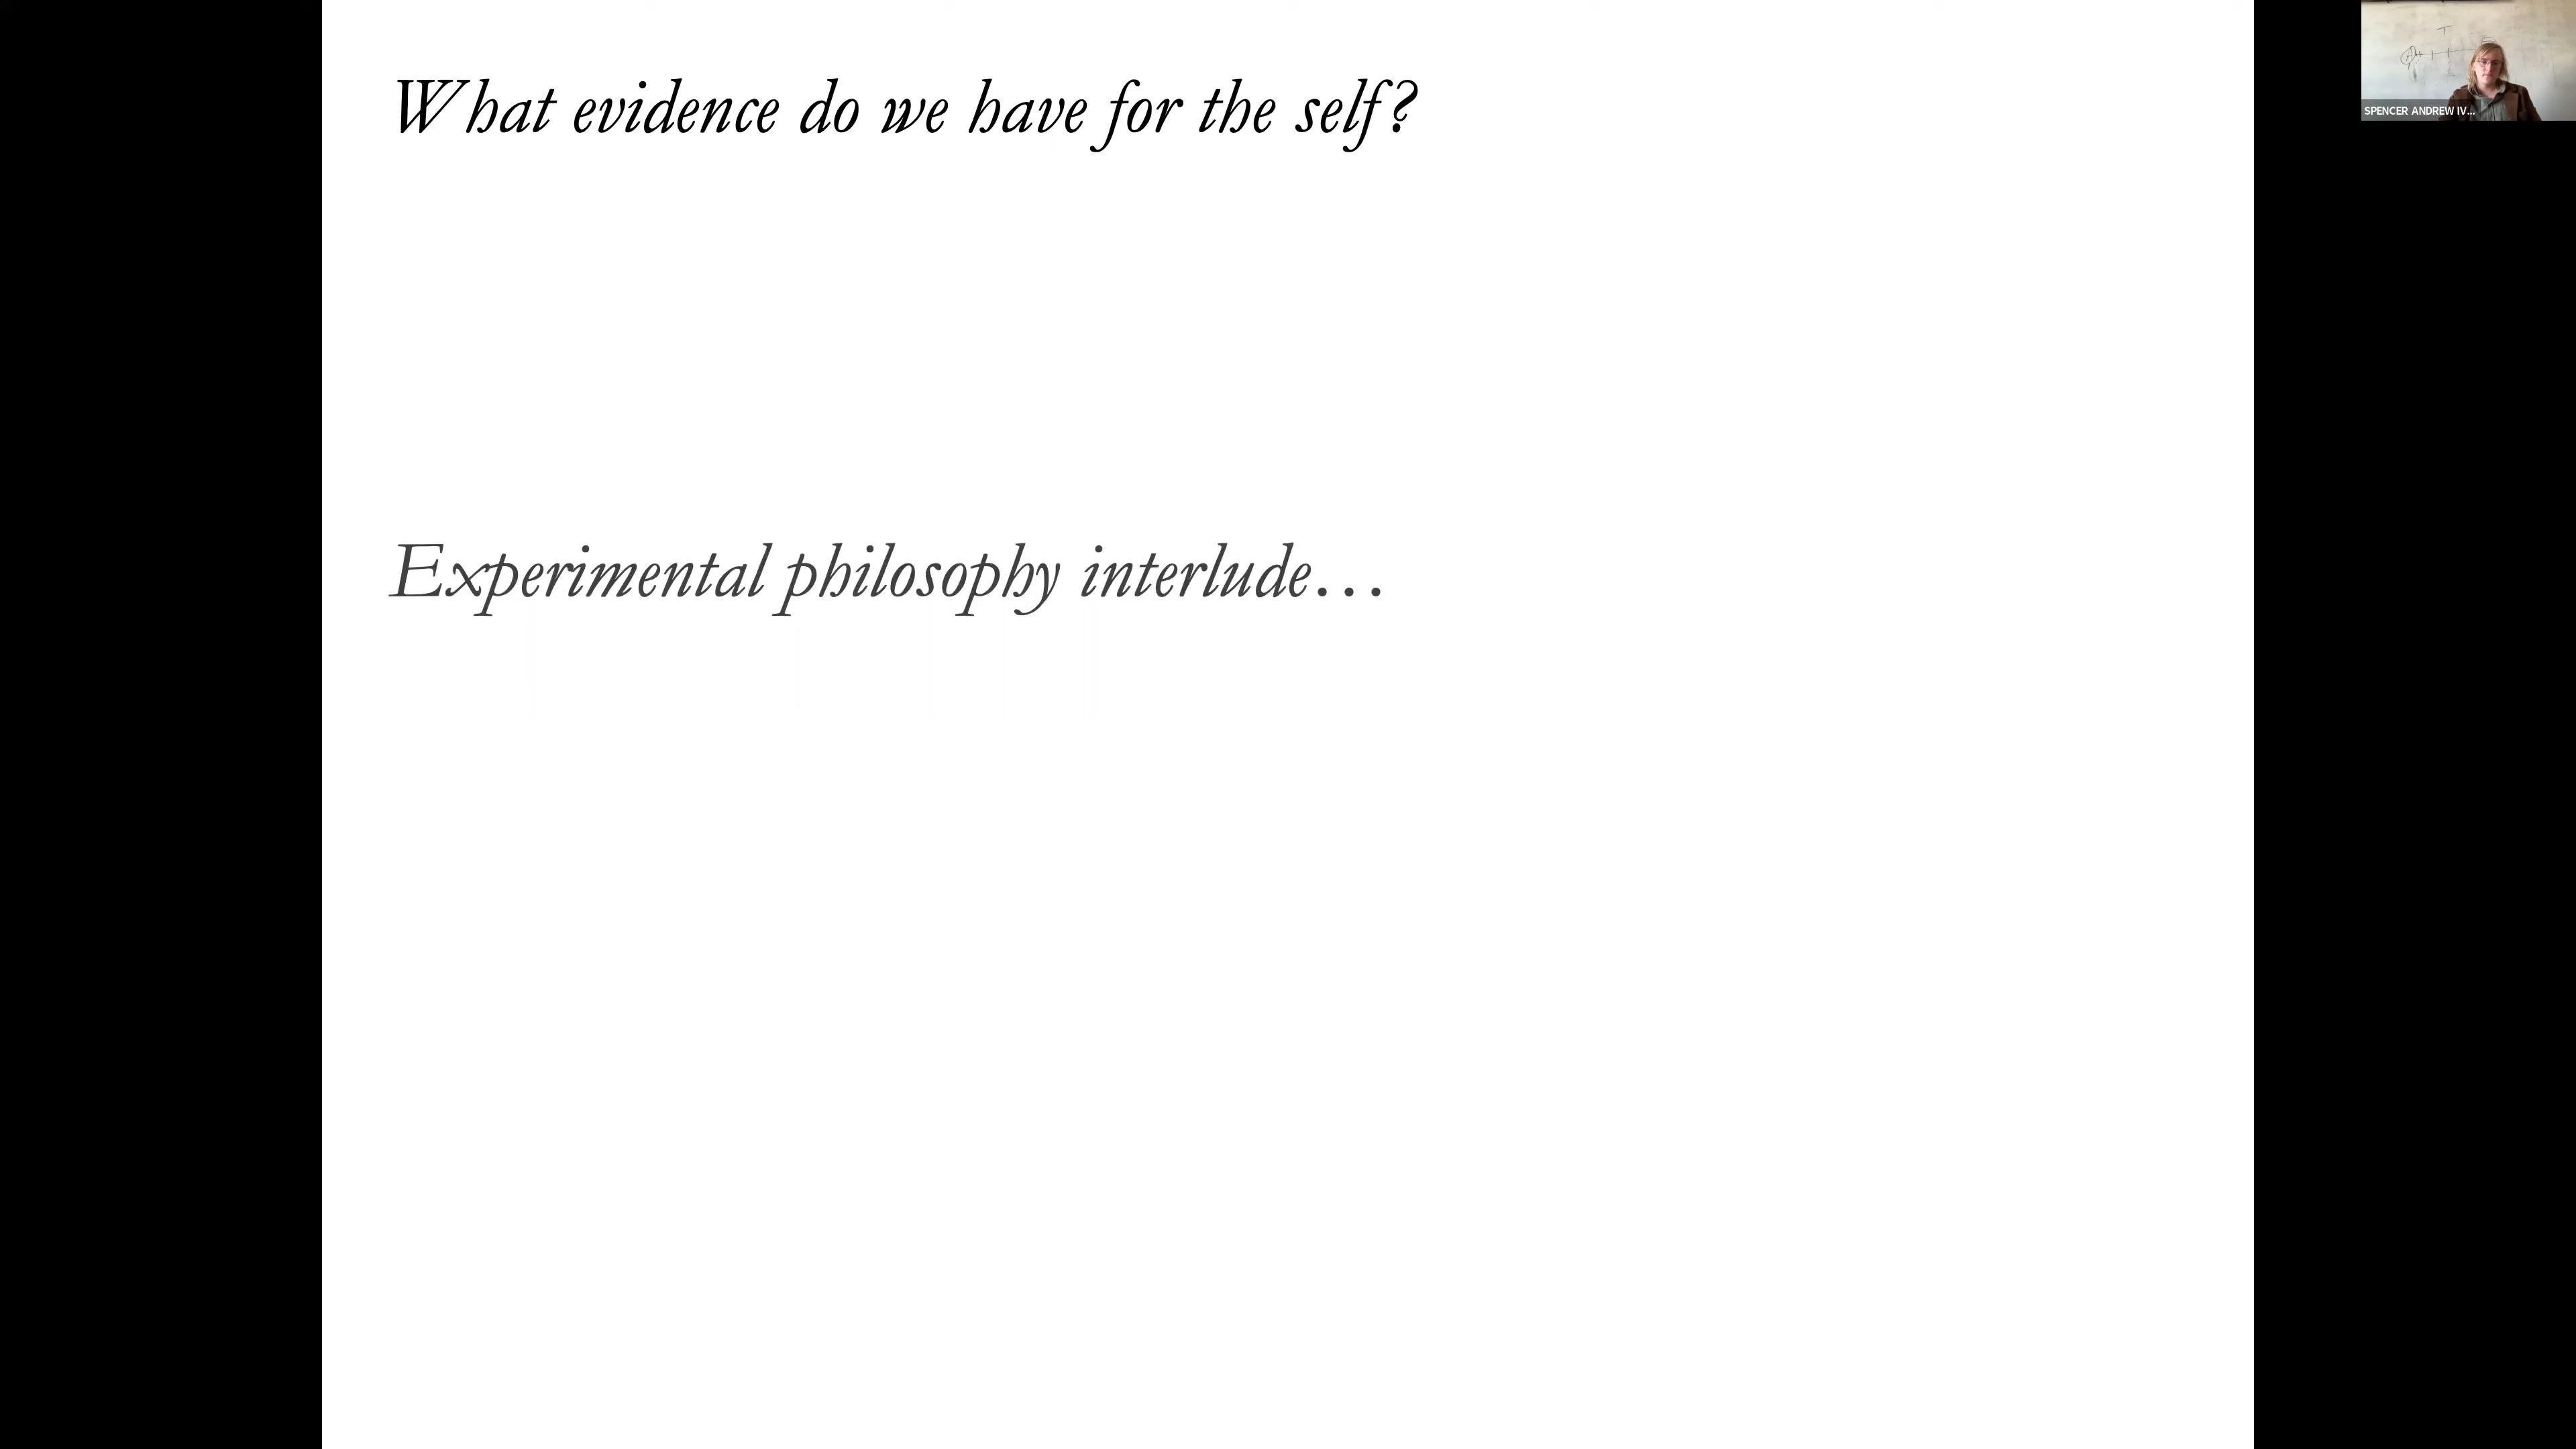 What evidence do we have for the self?
SPENCER ANDREW IV...
Experimental philosophy interlude…